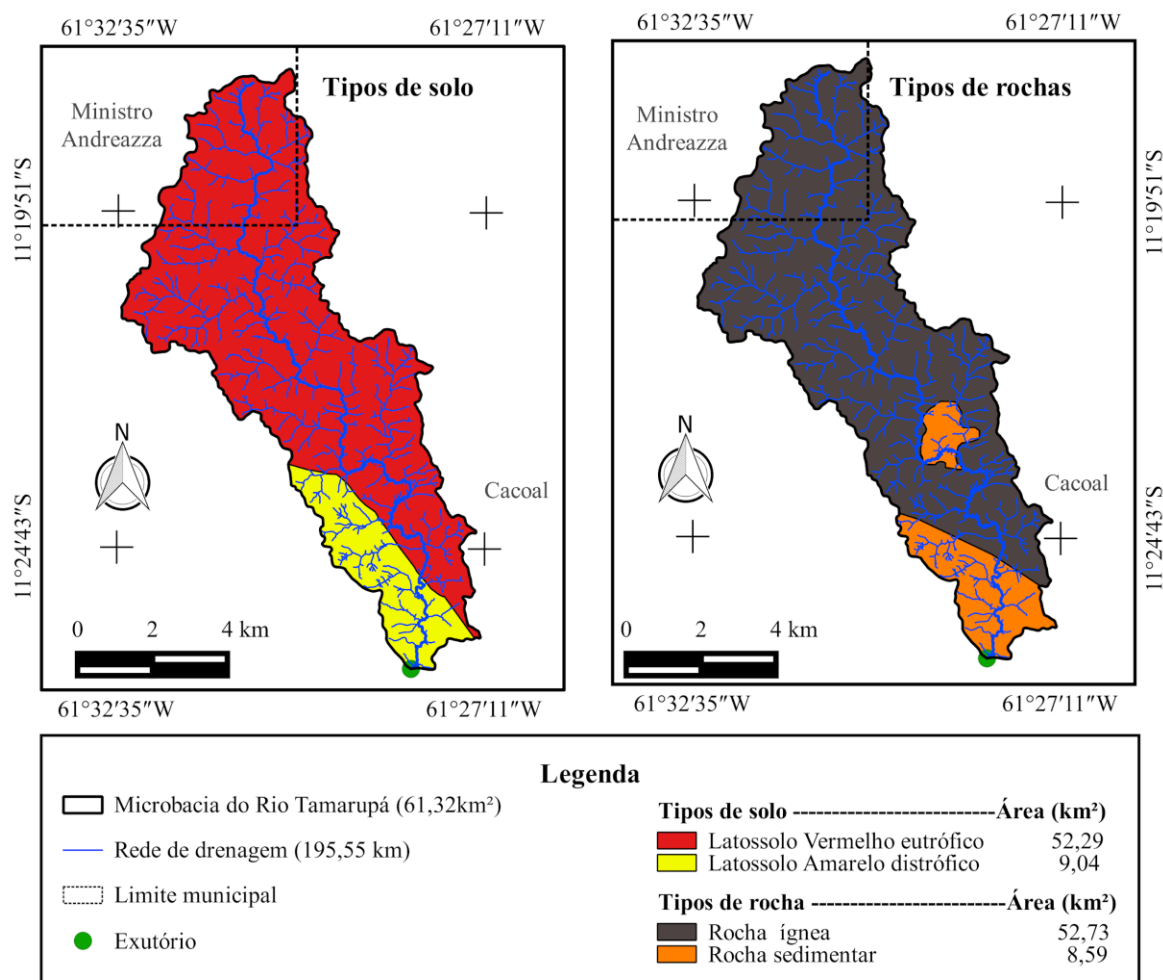 61°32′35″W 61°27′11″W
Tipos de solo
Ministro
Andreazza
11°19′51″S
N
Cacoal
11°24′43″S
0 2 4 km
61°32′35″W 61°27′11″W
61°32′35″W 61°27′11″W
Tipos de rochas
Ministro
Andreazza
11°19′51″S
N
Cacoal
11°24′43″S
0 2 4 km
61°32′35″W 61°27′11″W
Legenda
Microbacia do Rio Tamarupá (61,32km²)
Rede de drenagem (195,55 km)
Limite municipal
Exutório
Tipos de solo ----------------------Área (km²)
Latossolo Vermelho eutrófico 52,29
Latossolo Amarelo distrófico 9,04
Tipos de rocha --------------------Área (km²)
Rocha ígnea 52,73
Rocha sedimentar 8,59